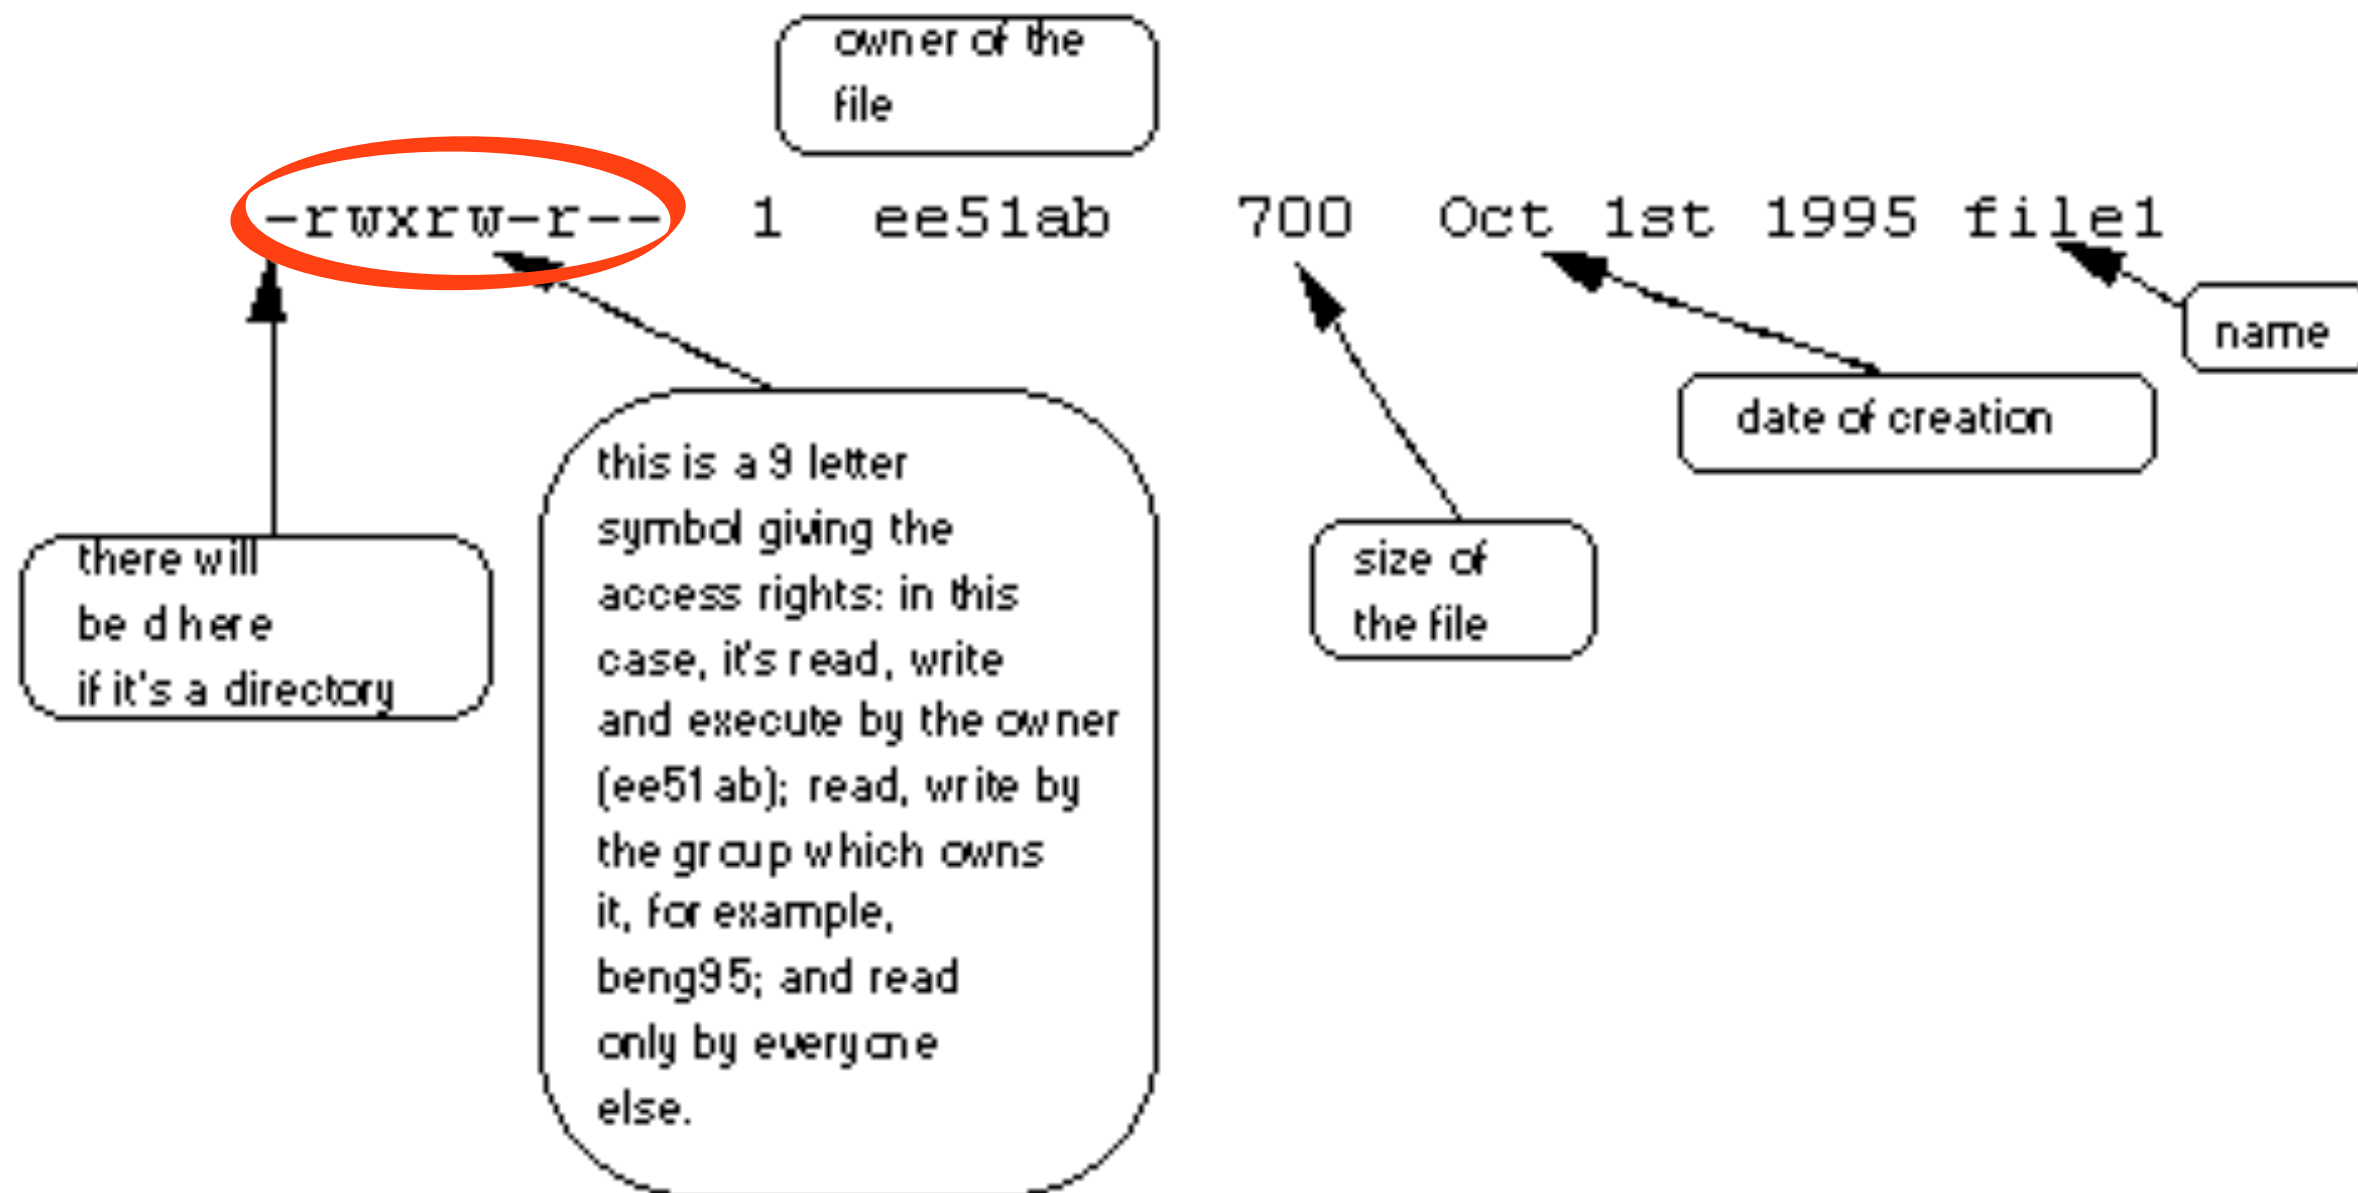 owner of the
file
-rwxrw-r-- 1 ee51ab 700 Oct 1st 1995 file1
name
date of creation
there will
be d here
if it's a directory
this is a 9 letter
symbol giving the
access rights: in this
case, it's read, write
and execute by the owner
(ee51ab); read, write by
the group which owns
it, for example,
beng95; and read
only by everyone
else.
size of
the file